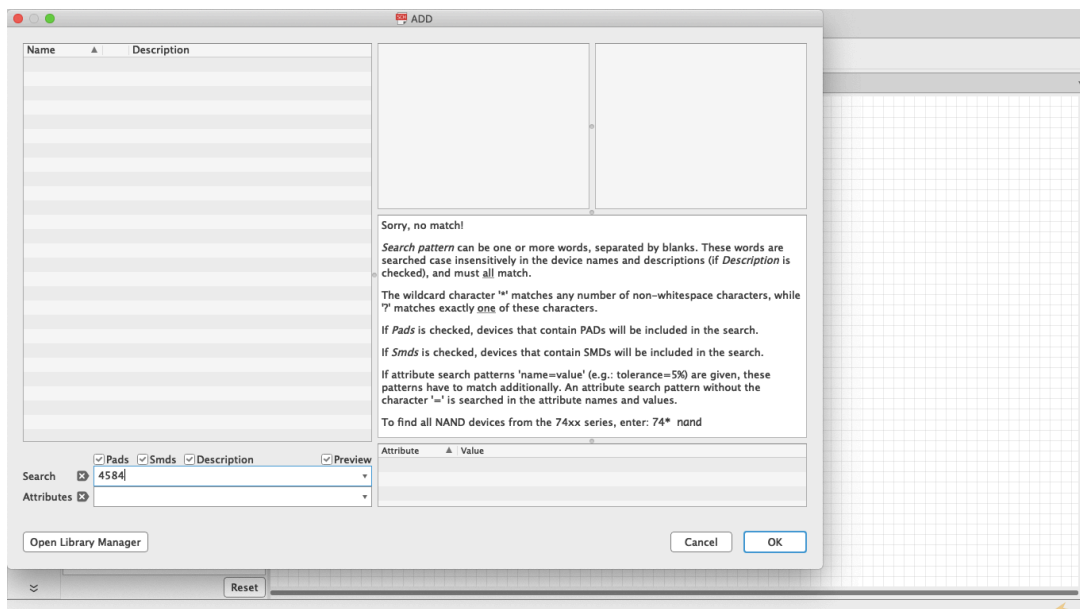 ADD
Name Description
Sorry, no match!
Search pattern can be one or more words, separated by blanks. These words are
searched case insensitively in the device names and descriptions (if Description is
checked), and must all match.
The wildcard character '*' matches any number of non-whitespace characters, while
'?' matches exactly one of these characters.
If Pads is checked, devices that contain PADs will be included in the search.
If Smds is checked, devices that contain SMDs will be included in the search.
If attribute search patterns 'name=value' (e.g.: tolerance=5%) are given, these
patterns have to match additionally. An attribute search pattern without the
character '=' is searched in the attribute names and values.
To find all NAND devices from the 74xx series, enter: 74* nand
Attribute Value
Pads Smds Description Preview
Search 4584
Attributes
Open Library Manager Cancel OK
Reset